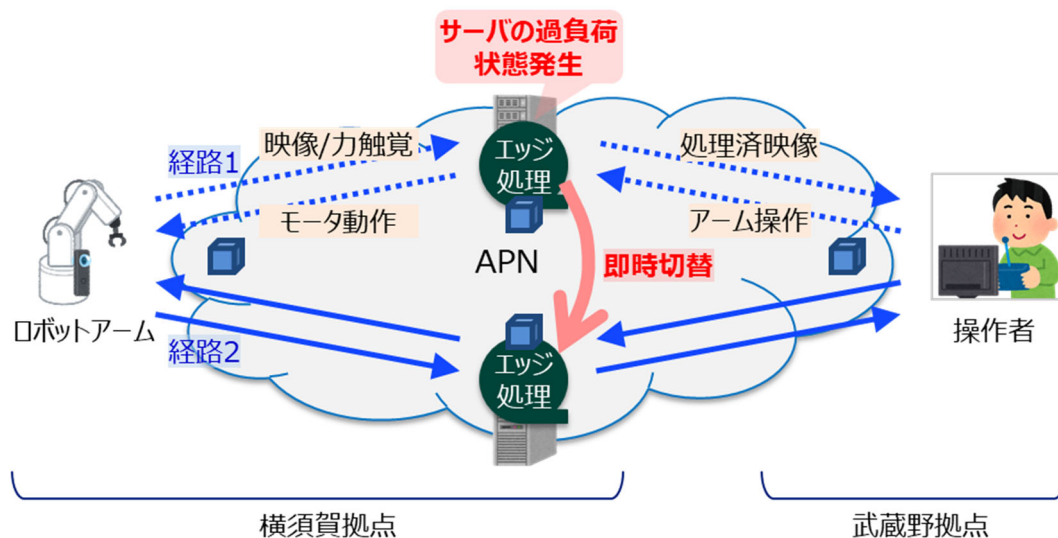 サーバの過負荷
状態発生
映像/力触覚
エッジ
処理
処理済映像
経路1
モータ動作
アーム操作
APN
即時切替
ロボットアーム
操作者
経路2
エッジ
処理
横須賀拠点
武蔵野拠点